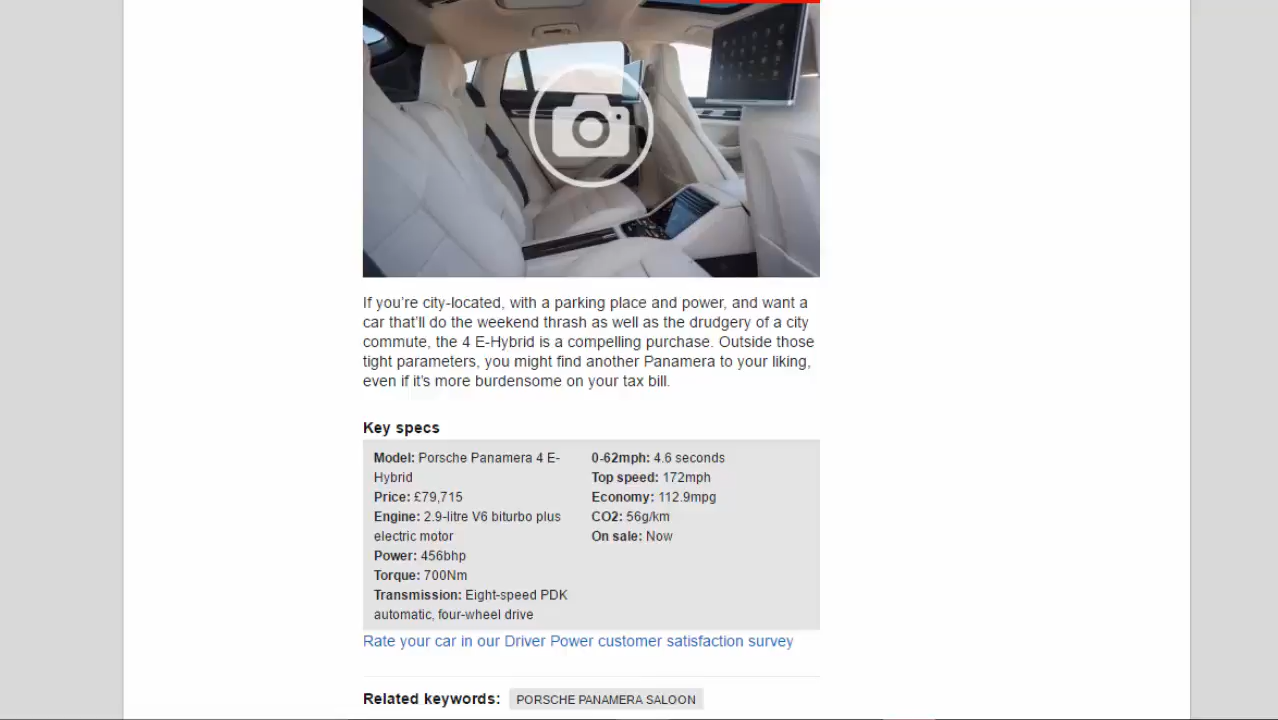 If you're city-located, with a parking place and power, and want a
car that'll do the weekend thrash as well as the drudgery of a city
commute, the 4 E-Hybrid is a compelling purchase. Outside those
tight parameters, you might find another Panamera to your liking,
even if it's more burdensome on your tax bill.
Key specs
Model: Porsche Panamera 4 E-
Hybrid
Price: £79,715
Engine: 2.9-litre V6 biturbo plus
electric motor
Power: 456bhp
Torque: 700Nm
Transmission: Eight-speed PDK
automatic, four-wheel drive
0-62mph: 4.6 seconds
Top speed: 172mph
Economy: 112.9mpg
CO2: 56g/km
On sale: Now
Rate your car in our Driver Power customer satisfaction survey
Related keywords: PORSCHE PANAMERA SALOON